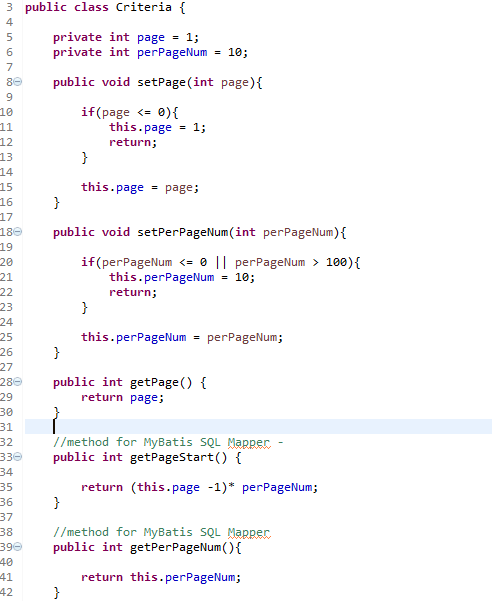 3 public class Criteria {
4
5     private int page = 1;
6     private int perPageNum = 10;
7
8     public void setPage(int page){
9
10         if(page <= 0){
11             this.page = 1;
12             return;
13         }
14
15         this.page = page;
16     }
17
18     public void setPerPageNum(int perPageNum){
19
20         if(perPageNum <= 0 || perPageNum > 100){
21             this.perPageNum = 10;
22             return;
23         }
24
25         this.perPageNum = perPageNum;
26     }
27
28     public int getPage() {
29         return page;
30     }
31
32     //method for MyBatis SQL Mapper -
33     public int getPageStart() {
34
35         return (this.page -1)* perPageNum;
36     }
37
38     //method for MyBatis SQL Mapper
39     public int getPerPageNum(){
40
41         return this.perPageNum;
42     }